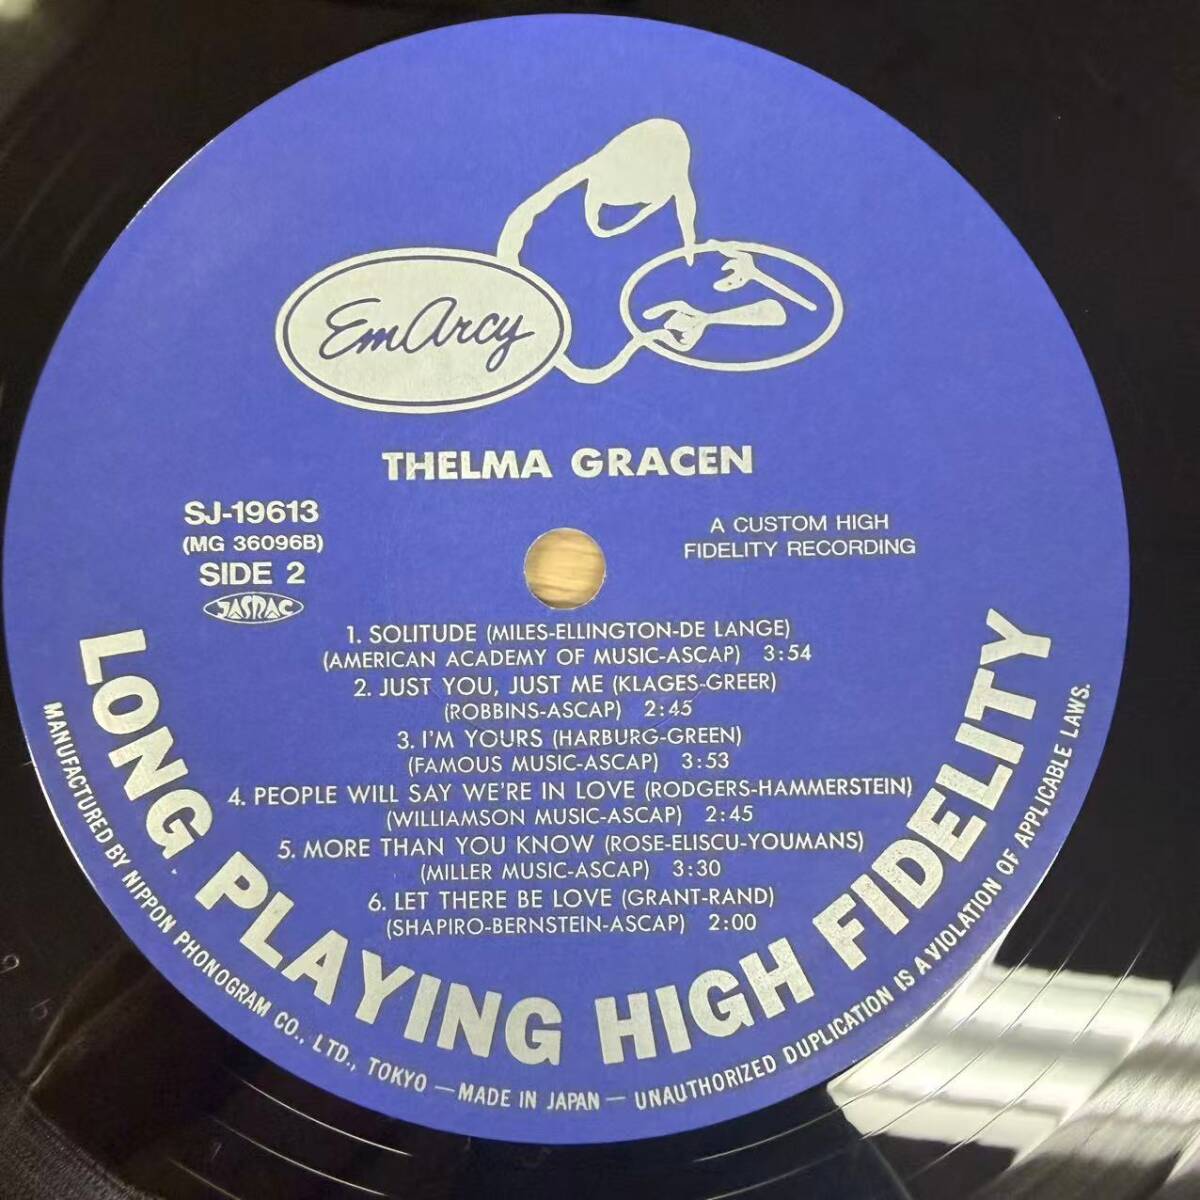 EmArcy
THELMA GRACEN
SJ-19613
(MG 36096B)
SIDE 2
JASRAC
A CUSTOM HIGH
FIDELITY RECORDING
1. SOLITUDE (MILES-ELLINGTON-DE LANGE)
(AMERICAN ACADEMY OF MUSIC-ASCAP) 3:54
2. JUST YOU, JUST ME (KLAGES-GREER)
(ROBBINS-ASCAP) 2:45
3. I'M YOURS (HARBURG-GREEN)
(FAMOUS MUSIC-ASCAP) 3:53
4. PEOPLE WILL SAY WE'RE IN LOVE (RODGERS-HAMMERSTEIN)
(WILLIAMSON MUSIC-ASCAP) 2:45
5. MORE THAN YOU KNOW (ROSE-ELISCU-YOUMANS)
(MILLER MUSIC-ASCAP) 3:30
6. LET THERE BE LOVE (GRANT-RAND)
(SHAPIRO-BERNSTEIN-ASCAP) 2:00
LONG PLAYING HIGH FIDELITY
MANUFACTURED BY NIPPON PHONOGRAM CO., LTD., TOKYO — MADE IN JAPAN — UNAUTHORIZED DUPLICATION IS A VIOLATION OF APPLICABLE LAWS.